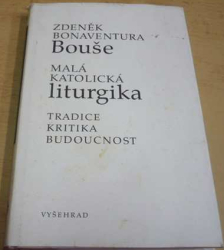 ZDENĚK
BONAVENTURA
Bouše
MALÁ
KATOLICKÁ
liturgika
TRADICE
KRITIKA
BUDOUCNOST
VYŠEHRAD